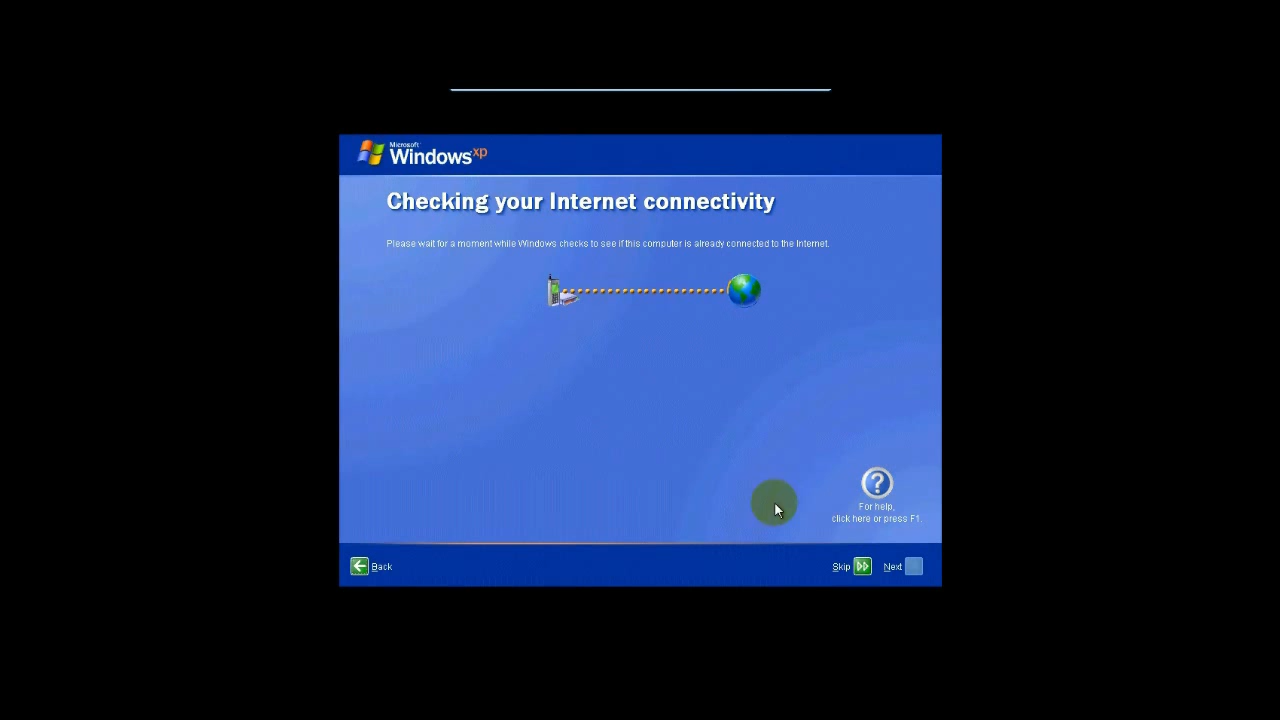 Microsoft
Windows xp
Checking your Internet connectivity
Please wait for a moment while Windows checks to see if this computer is already connected to the Internet.
For help,
click here or press F1.
Back
Skip
Next